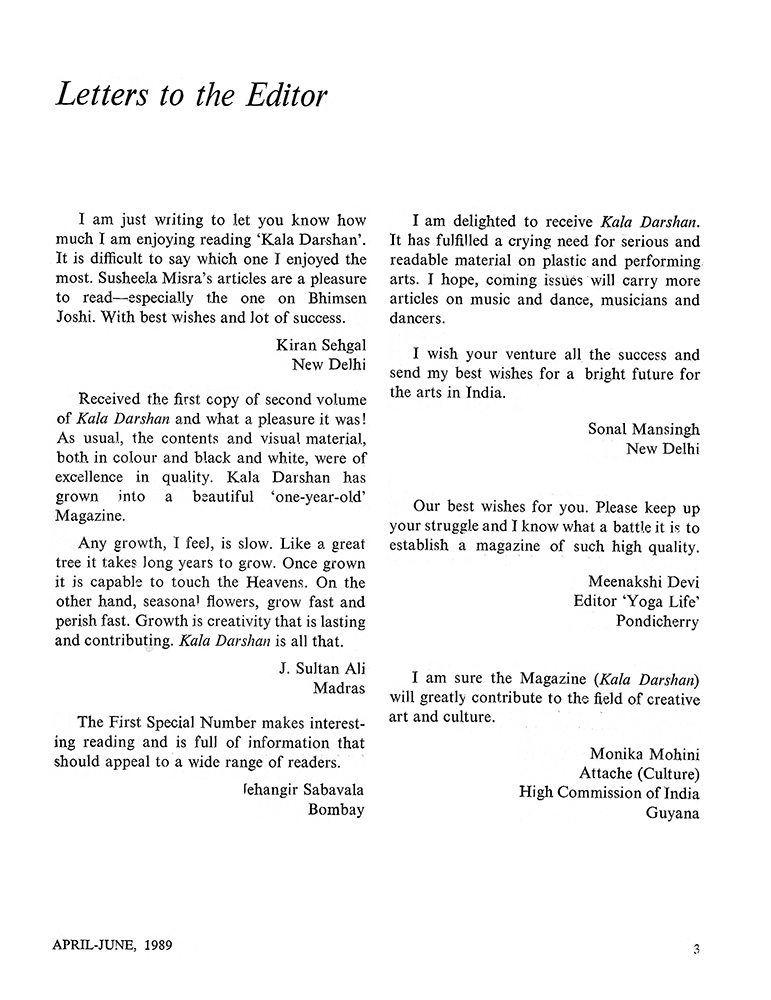 Letters to the Editor
I am just writing to let you know how
much I am enjoying reading ‘Kala Darshan’.
It is difficult to say which one I enjoyed the
most. Susheela Misra’s articles are a pleasure
to read—especially the one on Bhimsen
Joshi. With best wishes and lot of success.
Kiran Sehgal
New Delhi
Received the first copy of second volume
of Kala Darshan and what a pleasure it was!
As usual, the contents and visual material,
both in colour and black and white, were of
excellence in quality. Kala Darshan has
grown into a beautiful ‘one-year-old’
Magazine.
Any growth, I feel, is slow. Like a great
tree it takes long years to grow. Once grown
it is capable to touch the Heavens. On the
other hand, seasonal flowers, grow fast and
perish fast. Growth is creativity that is lasting
and contributing. Kala Darshan is all that.
J. Sultan Ali
Madras
The First Special Number makes interest-
ing reading and is full of information that
should appeal to a wide range of readers.
Jehangir Sabavala
Bombay
I am delighted to receive Kala Darshan.
It has fulfilled a crying need for serious and
readable material on plastic and performing
arts. I hope, coming issues will carry more
articles on music and dance, musicians and
dancers.
I wish your venture all the success and
send my best wishes for a bright future for
the arts in India.
Sonal Mansingh
New Delhi
Our best wishes for you. Please keep up
your struggle and I know what a battle it is to
establish a magazine of such high quality.
Meenakshi Devi
Editor ‘Yoga Life’
Pondicherry
I am sure the Magazine (Kala Darshan)
will greatly contribute to the field of creative
art and culture.
Monika Mohini
Attache (Culture)
High Commission of India
Guyana
APRIL-JUNE, 1989
3